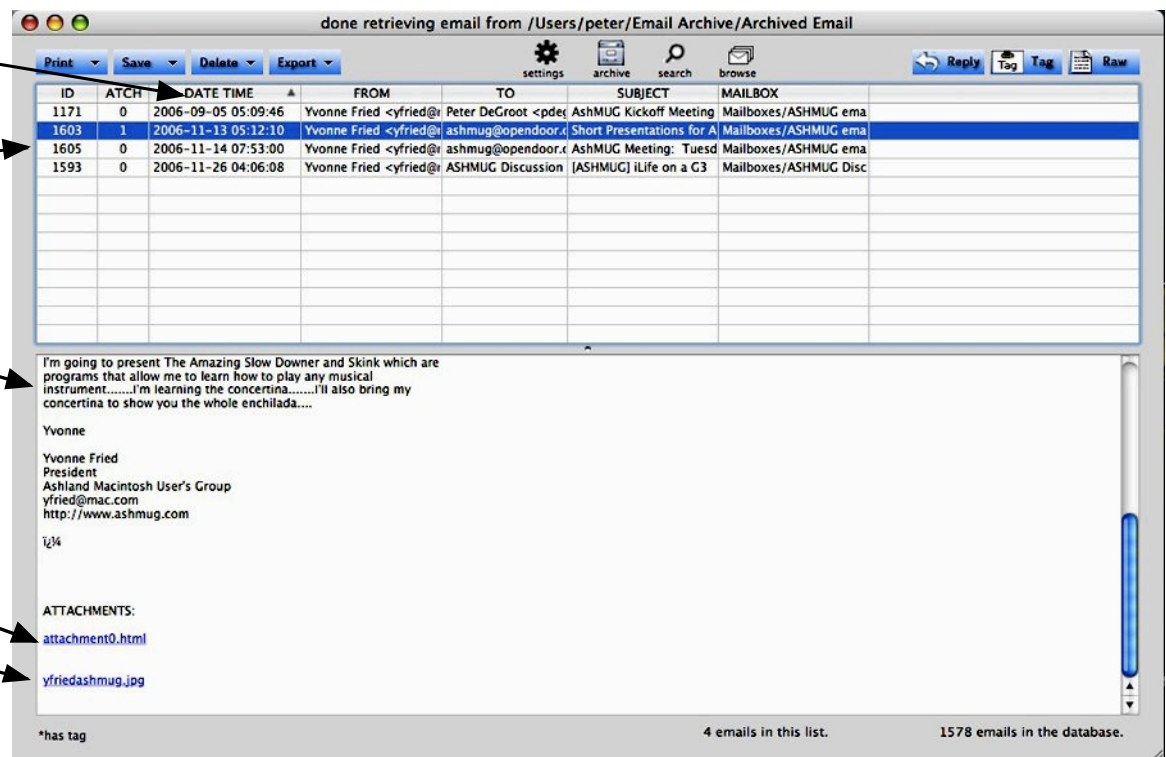 done retrieving email from /Users/peter/Email Archive/Archived Email
Print Save Delete Export settings archive search browse Reply Tag Tag Raw
ID ATCH DATE TIME FROM TO SUBJECT MAILBOX
1171 0 2006-09-05 05:09:46 Yvonne Fried <yfried@ Peter DeGroot <pdeg AshMUG Kickoff Meeting Mailboxes/ASHMUG ema
1603 1 2006-11-13 05:12:10 Yvonne Fried <yfried@ ashmug@opendoor.c Short Presentations for A Mailboxes/ASHMUG ema
1605 0 2006-11-14 07:53:00 Yvonne Fried <yfried@ ashmug@opendoor.c AshMUG Meeting: Tuesd Mailboxes/ASHMUG ema
1593 0 2006-11-26 04:06:08 Yvonne Fried <yfried@ ASHMUG Discussion [ASHMUG] iLife on a G3 Mailboxes/ASHMUG Disc
I'm going to present The Amazing Slow Downer and Skink which are
programs that allow me to learn how to play any musical
instrument.......I'm learning the concertina.......I'll also bring my
concertina to show you the whole enchilada....
Yvonne
Yvonne Fried
President
Ashland Macintosh User's Group
yfried@mac.com
http://www.ashmug.com
ï¿¼
ATTACHMENTS:
attachment0.html
yfriedashmug.jpg
*has tag 4 emails in this list. 1578 emails in the database.